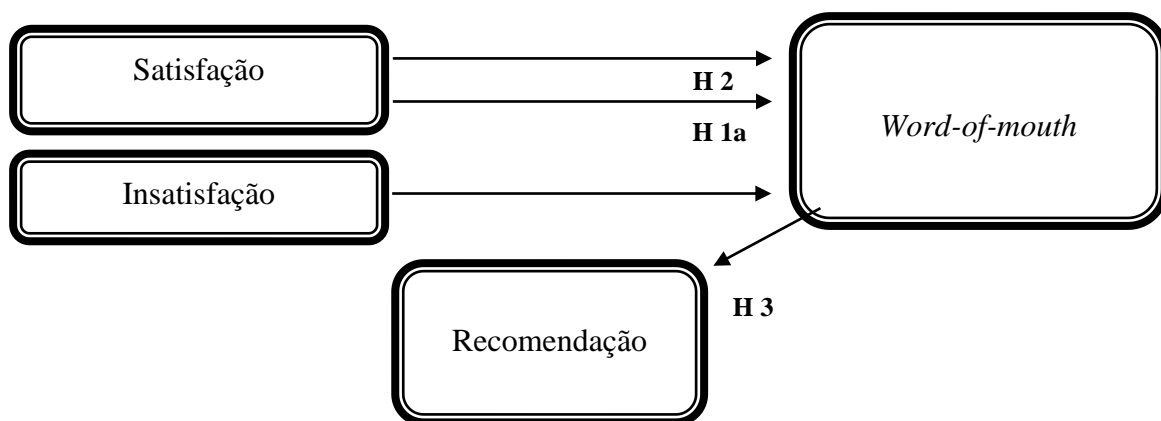 Satisfação
H 2
Word-of-mouth
H 1a
Insatisfação
H 3
Recomendação